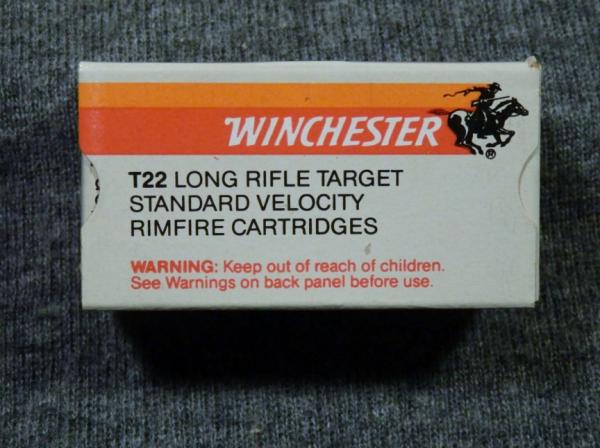 WINCHESTER
®
T22 LONG RIFLE TARGET
STANDARD VELOCITY
RIMFIRE CARTRIDGES
WARNING: Keep out of reach of children.
See Warnings on back panel before use.